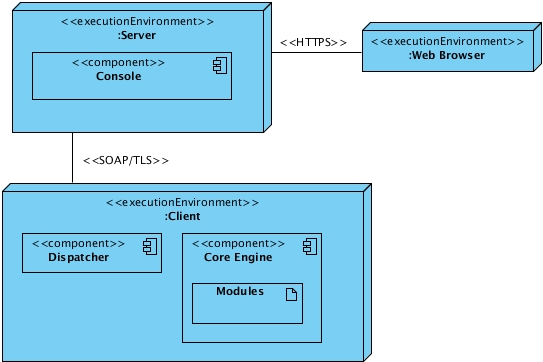 <<executionEnvironment>>
:Server
<<component>>
Console
<<HTTPS>>
<<executionEnvironment>>
:Web Browser
<<SOAP/TLS>>
<<executionEnvironment>>
:Client
<<component>>
Dispatcher
<<component>>
Core Engine
Modules